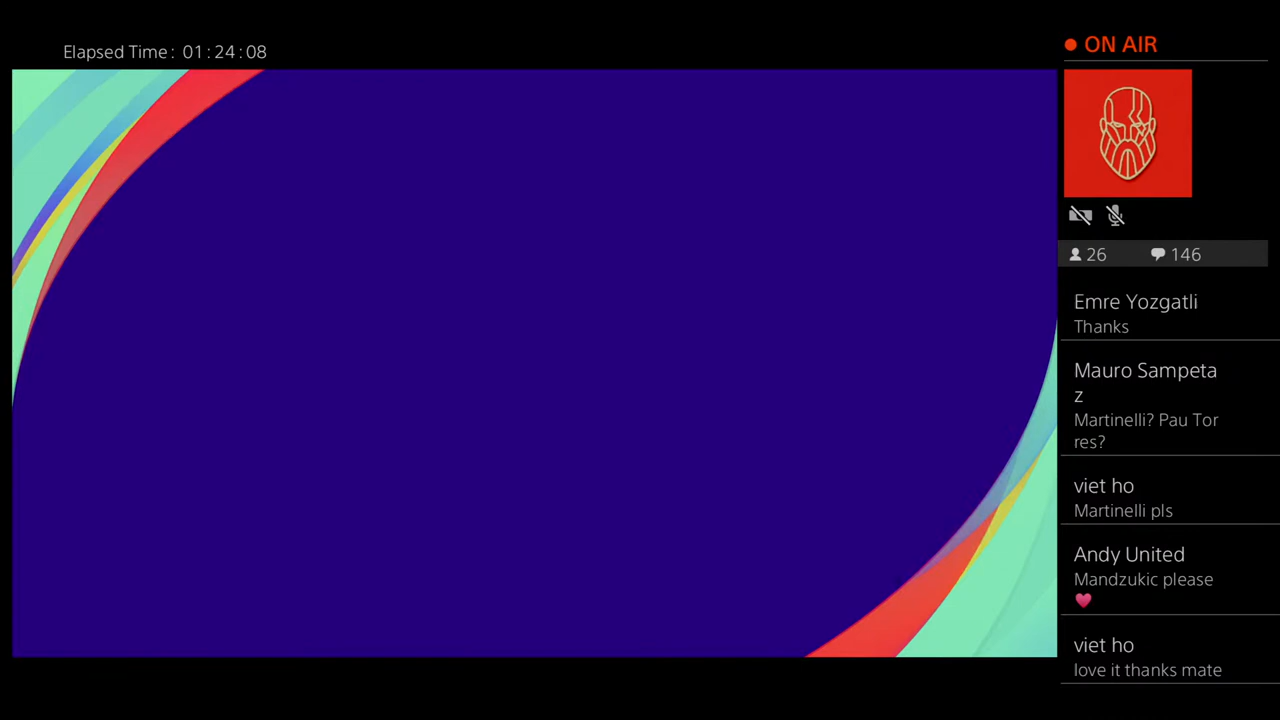 Elapsed Time: 01:24:08
ON AIR
26 146
Emre Yozgatli
Thanks
Mauro Sampeta
z
Martinelli? Pau Tor
res?
viet ho
Martinelli pls
Andy United
Mandzukic please
viet ho
love it thanks mate